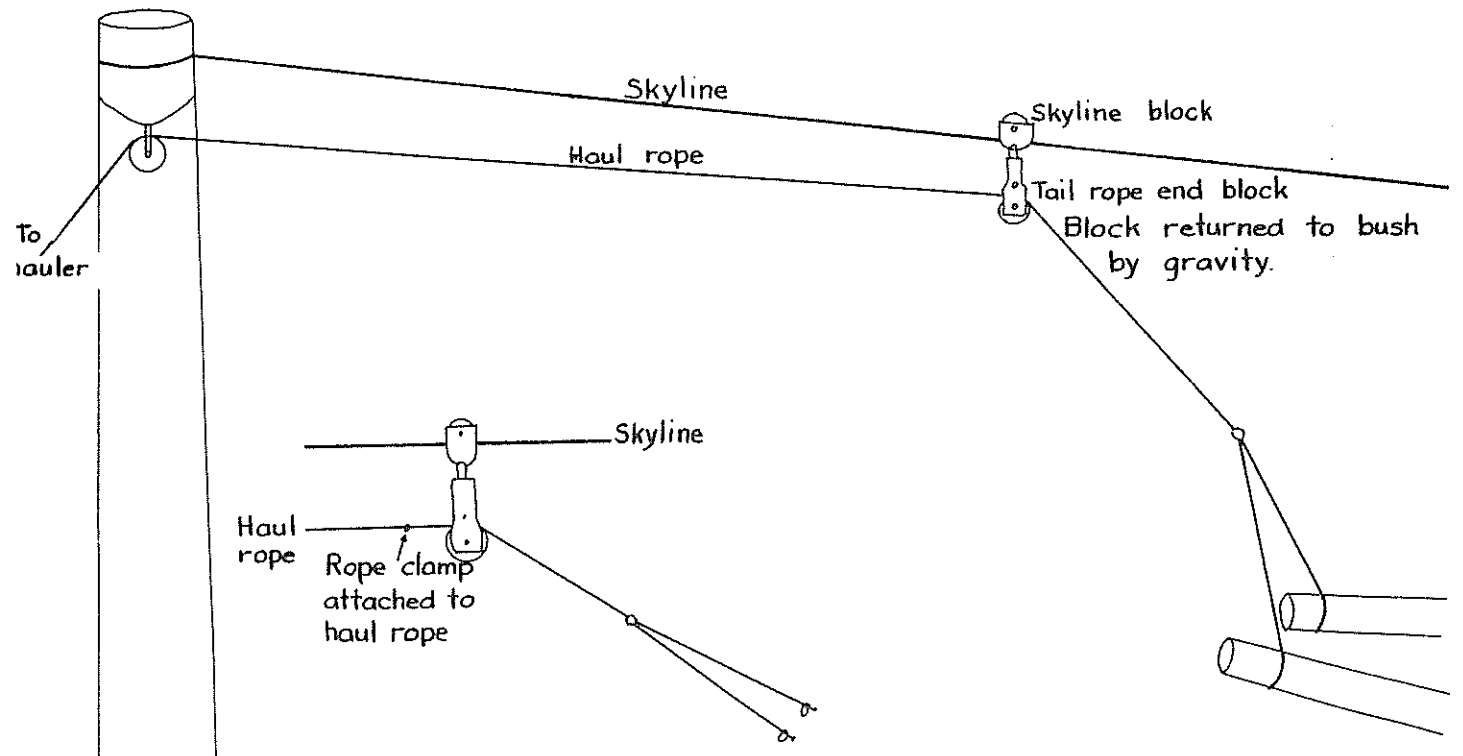 Skyline
Skyline block
Haul rope
Tail rope end block
Block returned to bush
by gravity.
To
hauler
Skyline
Haul
rope
Rope clamp
attached to
haul rope